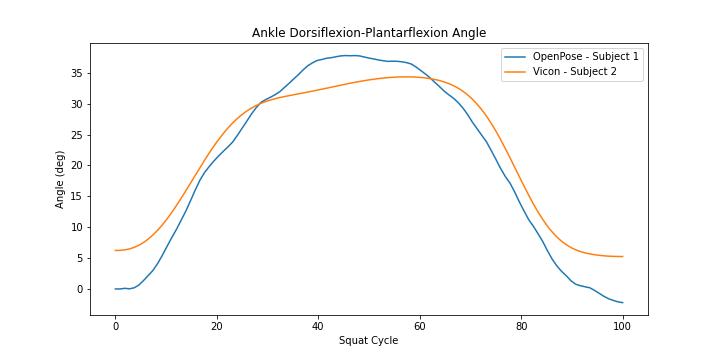 Ankle Dorsiflexion-Plantarflexion Angle
OpenPose - Subject 1
Vicon - Subject 2
Angle (deg)
35
30
25
20
15
10
5
0
0 20 40 60 80 100
Squat Cycle